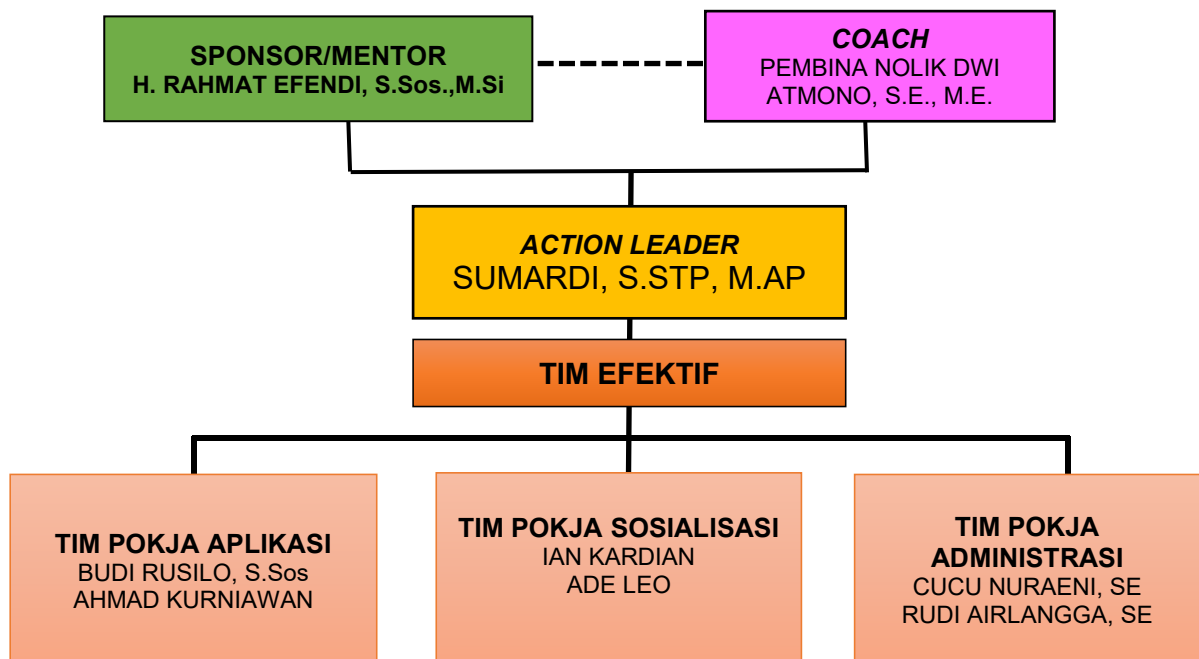 SPONSOR/MENTOR
H. RAHMAT EFENDI, S.Sos.,M.Si
COACH
PEMBINA NOLIK DWI
ATMONO, S.E., M.E.
ACTION LEADER
SUMARDI, S.STP, M.AP
TIM EFEKTIF
TIM POKJA APLIKASI
BUDI RUSILO, S.Sos
AHMAD KURNIAWAN
TIM POKJA SOSIALISASI
IAN KARDIAN
ADE LEO
TIM POKJA
ADMINISTRASI
CUCU NURAENI, SE
RUDI AIRLANGGA, SE